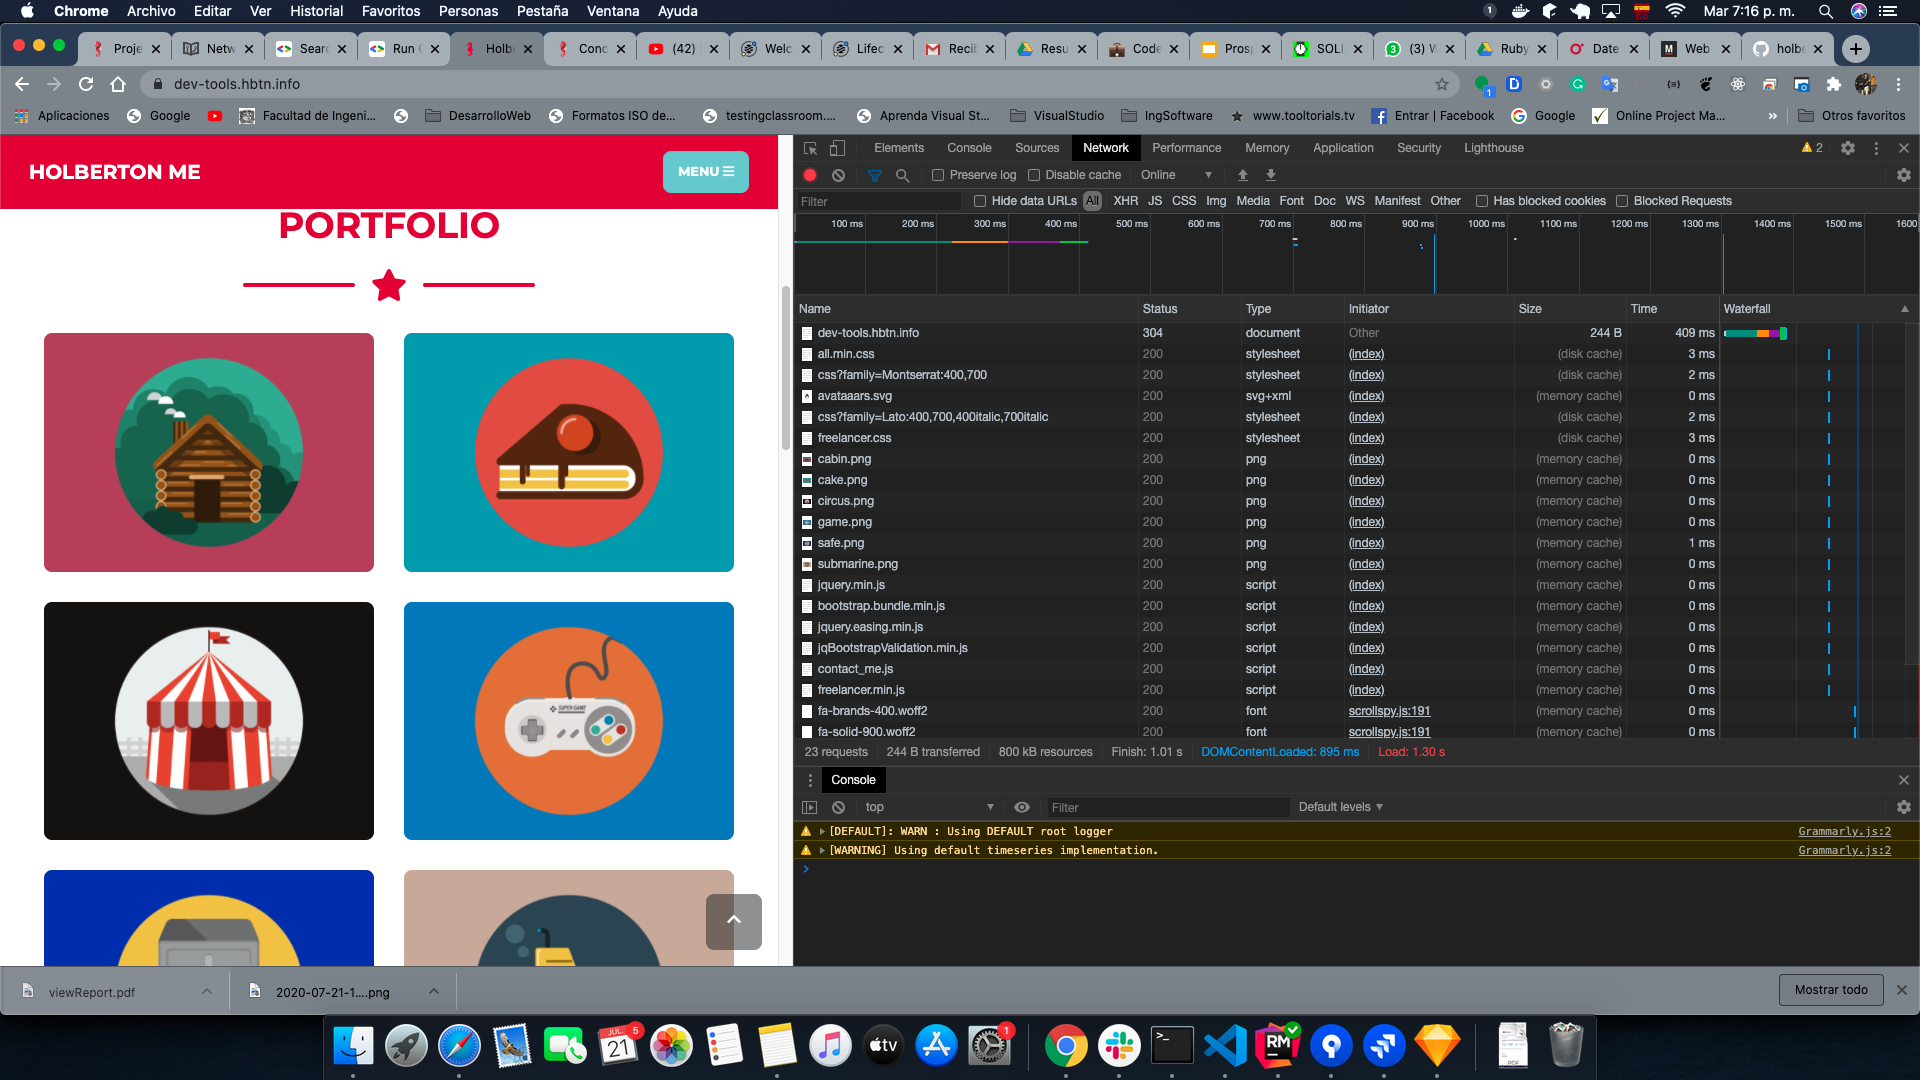 Chrome Archivo Editar Ver Historial Favoritos Personas Pestaña Ventana Ayuda Mar 7:16 p. m.
Proje Netw Searc Run Holb Conc (42) Welc Lifec Recib Resu Code Prosp SOLI (3) W Ruby Date Web holbe
dev-tools.hbtn.info
Aplicaciones Google Facultad de Ingeni... DesarrolloWeb Formatos ISO de... testingclassroom.... Aprenda Visual St... VisualStudio IngSoftware www.tooltorials.tv Entrar | Facebook Google Online Project Ma... » Otros favoritos
HOLBERTON ME
MENU
PORTFOLIO
SUPER GAME
Elements Console Sources Network Performance Memory Application Security Lighthouse 2
Preserve log Disable cache Online
Filter Hide data URLs All XHR JS CSS Img Media Font Doc WS Manifest Other Has blocked cookies Blocked Requests
100 ms 200 ms 300 ms 400 ms 500 ms 600 ms 700 ms 800 ms 900 ms 1000 ms 1100 ms 1200 ms 1300 ms 1400 ms 1500 ms 1600
Name Status Type Initiator Size Time Waterfall
dev-tools.hbtn.info 304 document Other 244 B 409 ms
all.min.css 200 stylesheet (index) (disk cache) 3 ms
css?family=Montserrat:400,700 200 stylesheet (index) (disk cache) 2 ms
avataaars.svg 200 svg+xml (index) (memory cache) 0 ms
css?family=Lato:400,700,400italic,700italic 200 stylesheet (index) (disk cache) 2 ms
freelancer.css 200 stylesheet (index) (disk cache) 3 ms
cabin.png 200 png (index) (memory cache) 0 ms
cake.png 200 png (index) (memory cache) 0 ms
circus.png 200 png (index) (memory cache) 0 ms
game.png 200 png (index) (memory cache) 0 ms
safe.png 200 png (index) (memory cache) 1 ms
submarine.png 200 png (index) (memory cache) 0 ms
jquery.min.js 200 script (index) (memory cache) 0 ms
bootstrap.bundle.min.js 200 script (index) (memory cache) 0 ms
jquery.easing.min.js 200 script (index) (memory cache) 0 ms
jqBootstrapValidation.min.js 200 script (index) (memory cache) 0 ms
contact_me.js 200 script (index) (memory cache) 0 ms
freelancer.min.js 200 script (index) (memory cache) 0 ms
fa-brands-400.woff2 200 font scrollspy.js:191 (memory cache) 0 ms
fa-solid-900.woff2 200 font scrollspy.js:191 (memory cache) 0 ms
23 requests 244 B transferred 800 kB resources Finish: 1.01 s DOMContentLoaded: 895 ms Load: 1.30 s
Console
top Filter Default levels
[DEFAULT]: WARN : Using DEFAULT root logger Grammarly.js:2
[WARNING] Using default timeseries implementation. Grammarly.js:2
viewReport.pdf 2020-07-21-1....png Mostrar todo
JUL. 21 5 tv 1 RM PDF